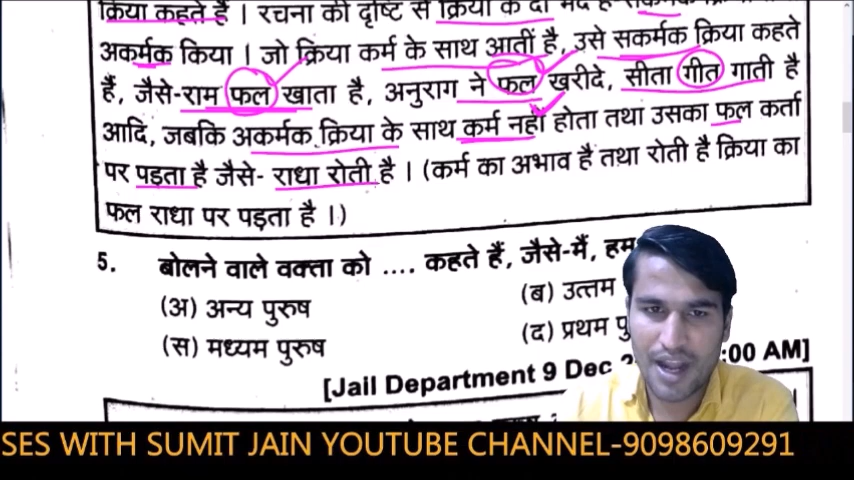 क्रिया कहते हैं । रचना की दृष्टि से क्रिया के दो भेद हैं
अकर्मक किया । जो क्रिया कर्म के साथ आतीं है, उसे सकर्मक क्रिया कहते
हैं, जैसे-राम फल खाता है, अनुराग ने फल खरीदे, सीता गीत गाती है
आदि, जबकि अकर्मक क्रिया के साथ कर्म नहीं होता तथा उसका फल कर्ता
पर पड़ता है जैसे- राधा रोती है । (कर्म का अभाव है तथा रोती है क्रिया का
फल राधा पर पड़ता है ।)
5. बोलने वाले वक्ता को .... कहते हैं, जैसे-मैं, हम
(अ) अन्य पुरुष (ब) उत्तम
(स) मध्यम पुरुष (द) प्रथम पु
[Jail Department 9 Dec :00 AM]
SES WITH SUMIT JAIN YOUTUBE CHANNEL-9098609291